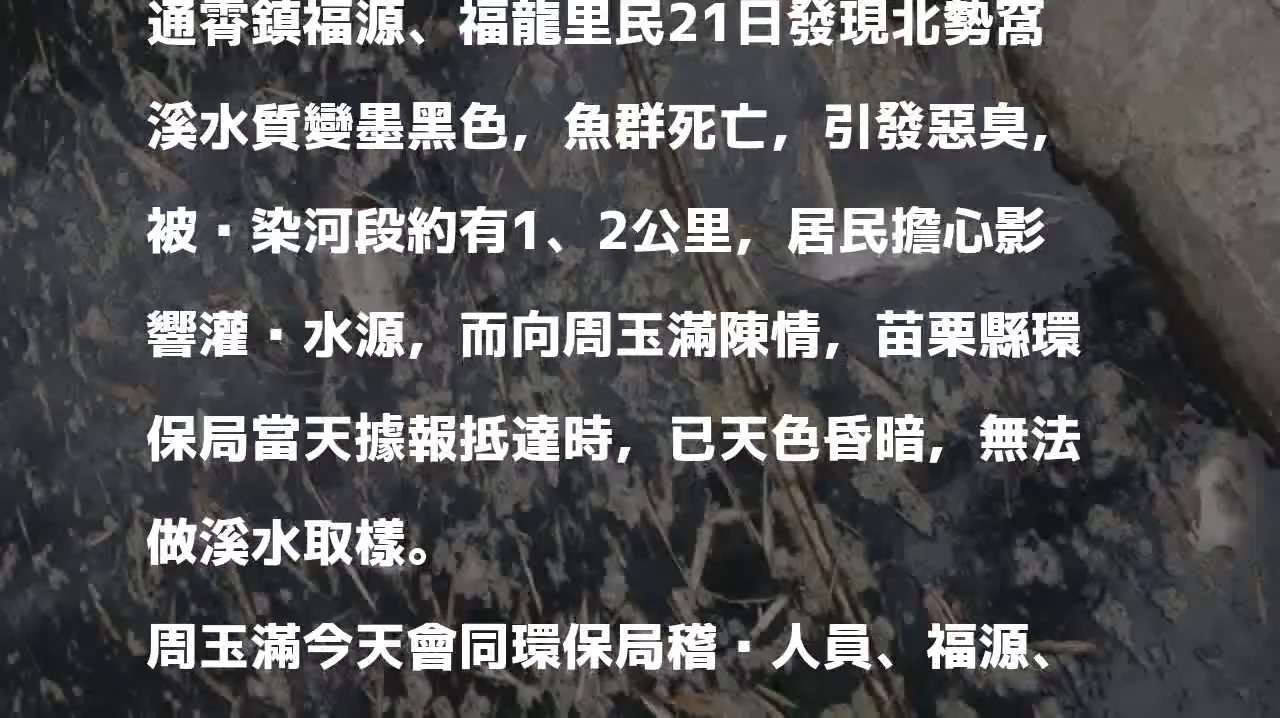 通霄鎮福源、福龍里民21日發現北勢窩
溪水質變墨黑色，魚群死亡，引發惡臭，
被·染河段約有1、2公里，居民擔心影
響灌·水源，而向周玉滿陳情，苗栗縣環
保局當天據報抵達時，已天色昏暗，無法
做溪水取樣。
周玉滿今天會同環保局稽·人員、福源、